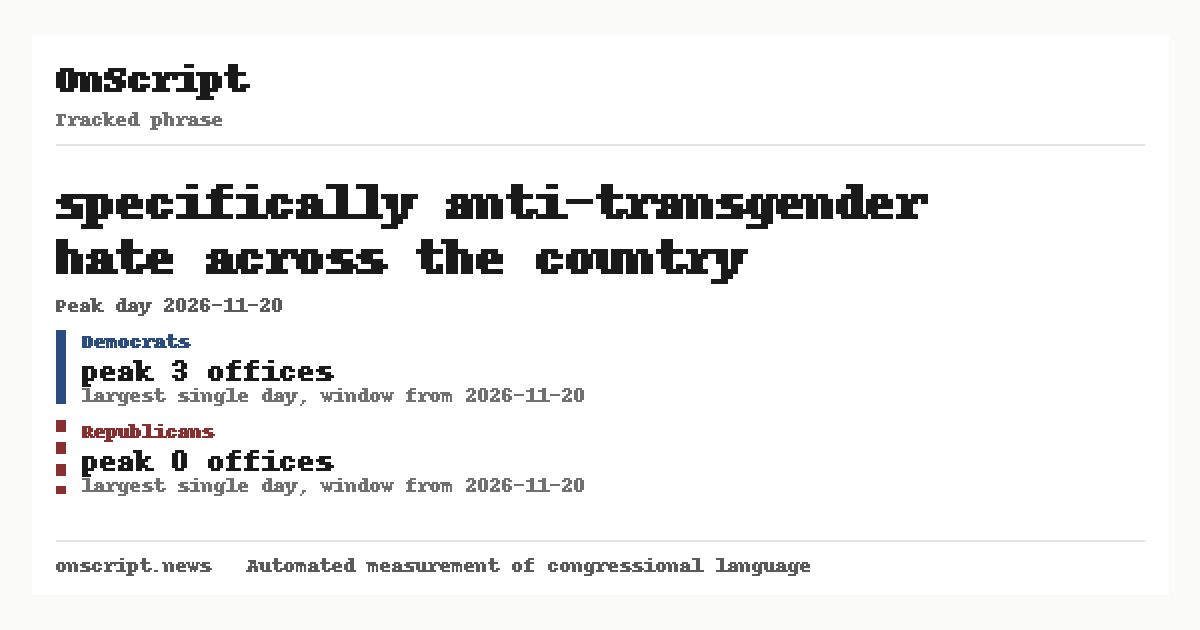 OnScript
Tracked phrase
specifically anti-transgender
hate across the country
Peak day 2026-11-20
Democrats
peak 3 offices
largest single day, window from 2026-11-20
Republicans
peak 0 offices
largest single day, window from 2026-11-20
onscript.news Automated measurement of congressional language